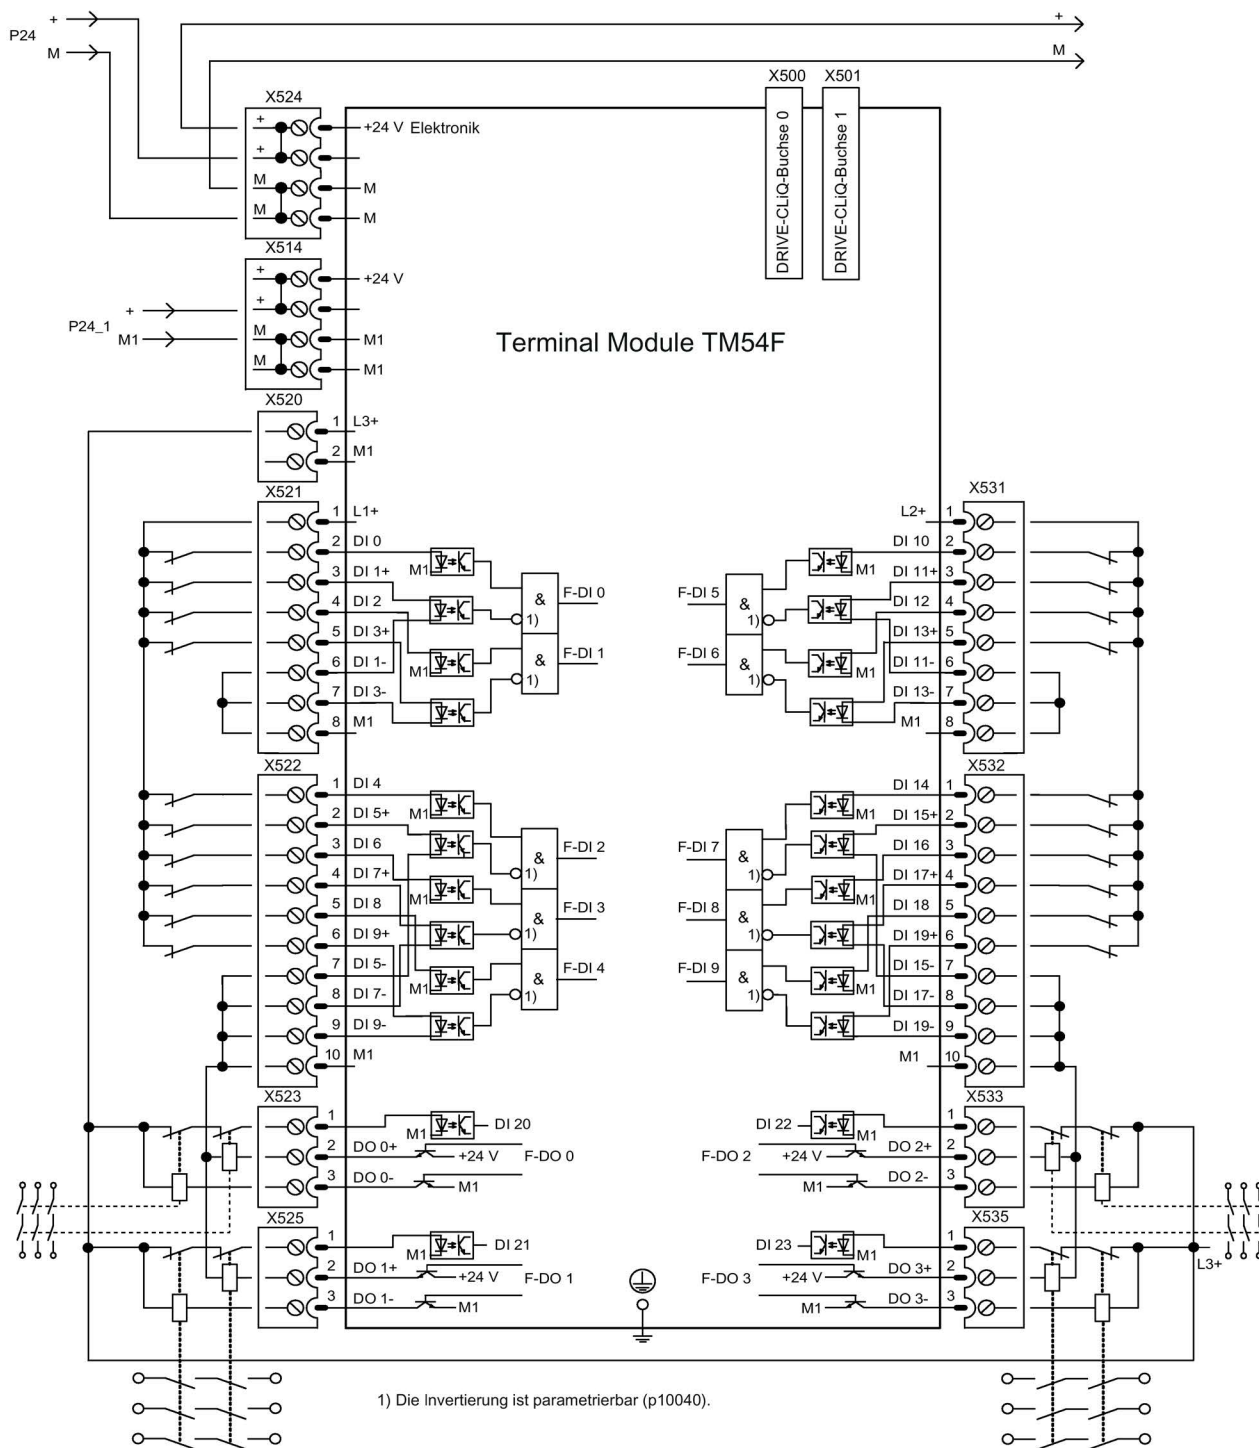 P24
+
M
+
M
X500
X501
DRIVE-CLiQ-Buchse 0
DRIVE-CLiQ-Buchse 1
Terminal Module TM54F
X524
+
+
M
M
+24 V Elektronik
M
M
X514
P24_1
+
M1
+
+
M
M
+24 V
M1
M1
X520
1 L3+
2 M1
X521
1 L1+
2 DI 0
3 DI 1+
4 DI 2
5 DI 3+
6 DI 1-
7 DI 3-
8 M1
M1
M1
&
1)
&
1)
F-DI 0
F-DI 1
X531
L2+ 1
DI 10 2
DI 11+ 3
DI 12 4
DI 13+ 5
DI 11- 6
DI 13- 7
M1 8
M1
M1
&
1)
&
1)
F-DI 5
F-DI 6
X522
1 DI 4
2 DI 5+
3 DI 6
4 DI 7+
5 DI 8
6 DI 9+
7 DI 5-
8 DI 7-
9 DI 9-
10 M1
M1
M1
M1
&
1)
&
1)
&
1)
F-DI 2
F-DI 3
F-DI 4
X532
DI 14 1
DI 15+ 2
DI 16 3
DI 17+ 4
DI 18 5
DI 19+ 6
DI 15- 7
DI 17- 8
DI 19- 9
M1 10
M1
M1
M1
&
1)
&
1)
&
1)
F-DI 7
F-DI 8
F-DI 9
X523
1
2 DO 0+
3 DO 0-
M1
DI 20
+24 V
F-DO 0
M1
X533
1
DO 2+ 2
DO 2- 3
DI 22
M1
F-DO 2
+24 V
M1
X525
1
2 DO 1+
3 DO 1-
M1
DI 21
+24 V
F-DO 1
M1
X535
1
DO 3+ 2
DO 3- 3
DI 23
M1
F-DO 3
+24 V
M1
L3+
1) Die Invertierung ist parametrierbar (p10040).